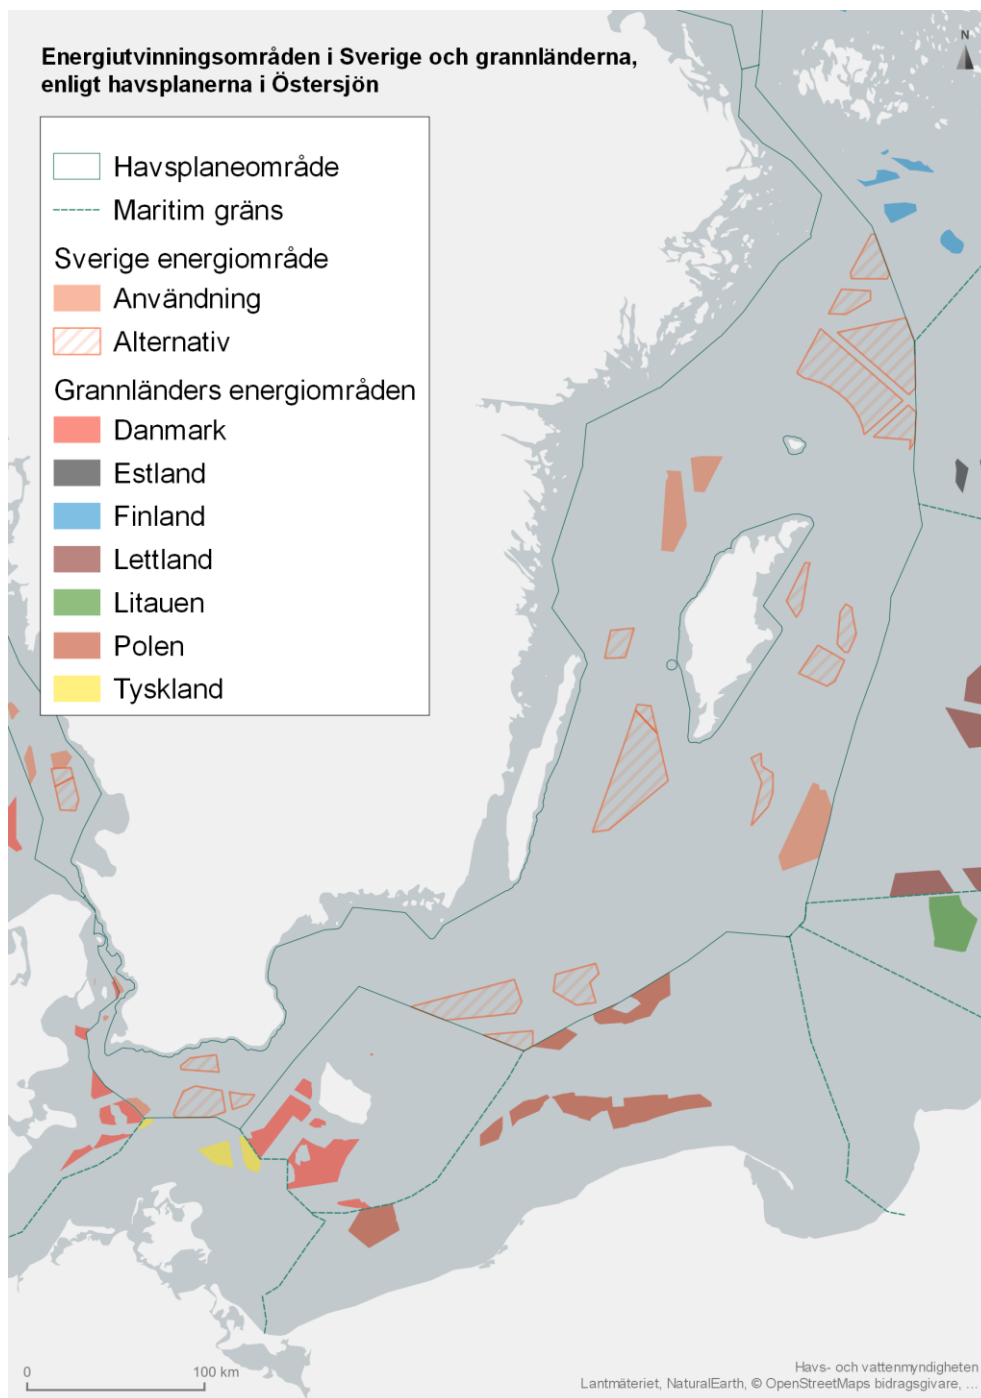 Energiutvinningsområden i Sverige och grannländerna,
enligt havsplanerna i Östersjön
N
Havsplaneområde
Maritim gräns
Sverige energiområde
Användning
Alternativ
Grannländers energiområden
Danmark
Estland
Finland
Lettland
Litauen
Polen
Tyskland
0 100 km
Havs- och vattenmyndigheten
Lantmäteriet, NaturalEarth, © OpenStreetMaps bidragsgivare, ...